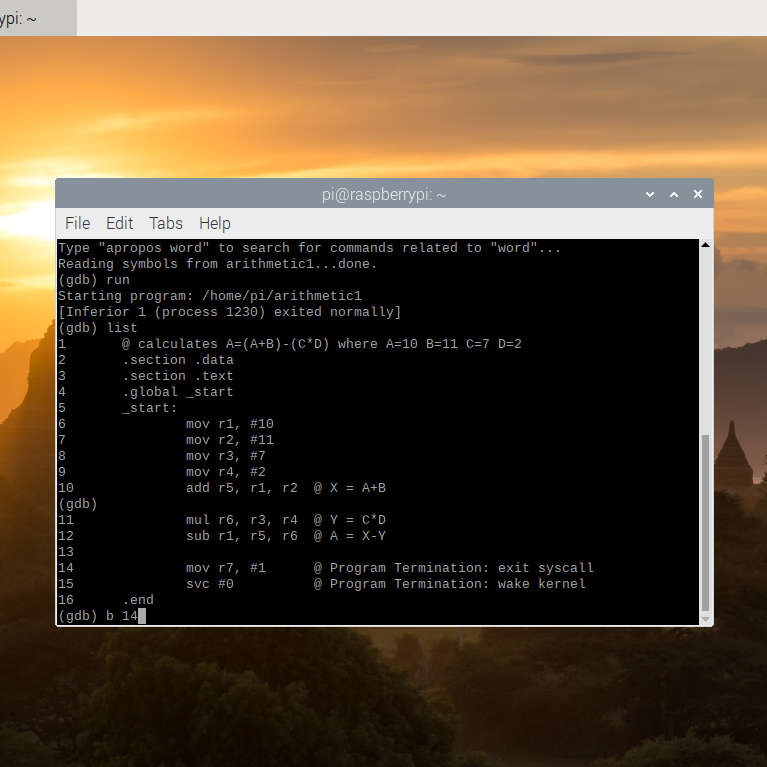 ypi: ~
pi@raspberrypi: ~
File Edit Tabs Help
Type "apropos word" to search for commands related to "word"...
Reading symbols from arithmetic1...done.
(gdb) run
Starting program: /home/pi/arithmetic1
[Inferior 1 (process 1230) exited normally]
(gdb) list
1       @ calculates A=(A+B)-(C*D) where A=10 B=11 C=7 D=2
2       .section .data
3       .section .text
4       .global _start
5       _start:
6               mov r1, #10
7               mov r2, #11
8               mov r3, #7
9               mov r4, #2
10              add r5, r1, r2  @ X = A+B
(gdb)
11              mul r6, r3, r4  @ Y = C*D
12              sub r1, r5, r6  @ A = X-Y
13
14              mov r7, #1      @ Program Termination: exit syscall
15              svc #0          @ Program Termination: wake kernel
16      .end
(gdb) b 14